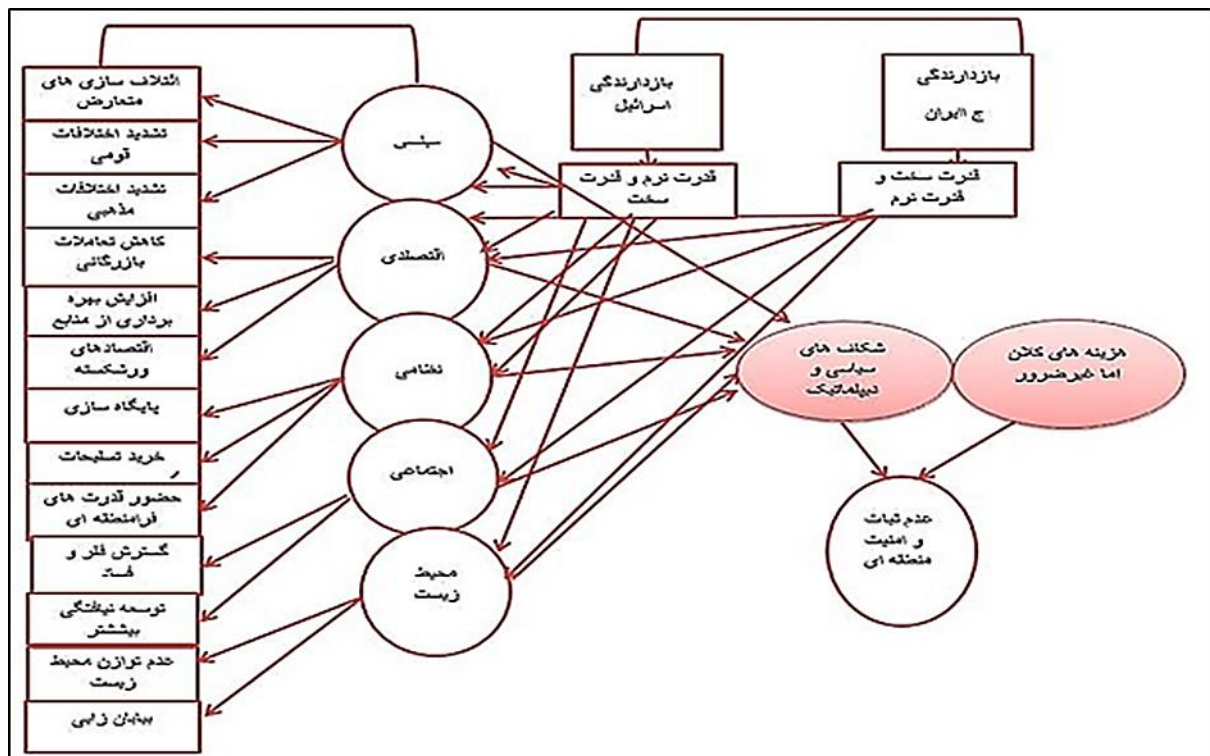 بازدارندگی
ج اایران
بازدارندگی
اسرائیل
قدرت سخت و
قدرت نرم
قدرت نرم و قدرت
سخت
هزینه های کلان
اما غیرضرور
شکاف های
سیاسی و
دیپلماتیک
عدم ثبات
و امنیت
منطقه ای
سیاسی
اقتصادی
نظامی
اجتماعی
محیط
زیست
ائتلاف سازی های
متعارض
تشدید اختلافات
قومی
تشدید اختلافات
مذهبی
کاهش تعاملات
بازرگانی
افزایش بهره
برداری از منابع
اقتصادهای
ورشکسته
پایگاه سازی
خرید تسلیحات
حضور قدرت های
فرامنطقه ای
گسترش فقر و
فساد
توسعه نیافتگی
بیششتر
عدم توازن محیط
زیست
بیابان زایی